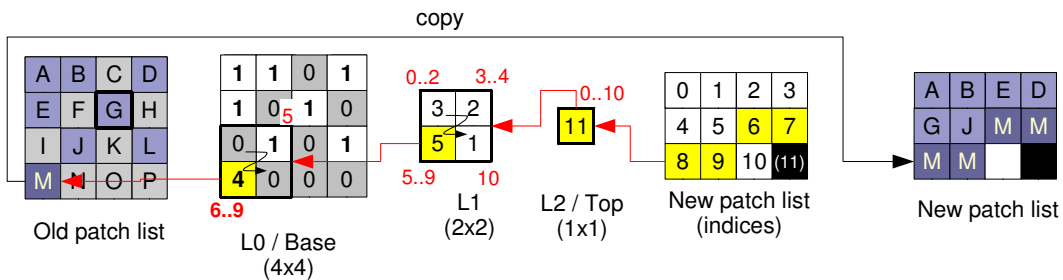 copy
A B C D
E F G H
I J K L
M N O P
Old patch list
1 1 0 1
1 0 1 0
5
0 1 0 1
4 0 0 0
6..9
L0 / Base
(4x4)
0..2 3..4
3 2
5 1
5..9 10
L1
(2x2)
0..10
11
L2 / Top
(1x1)
0 1 2 3
4 5 6 7
8 9 10 (11)
New patch list
(indices)
A B E D
G J M M
M M
New patch list